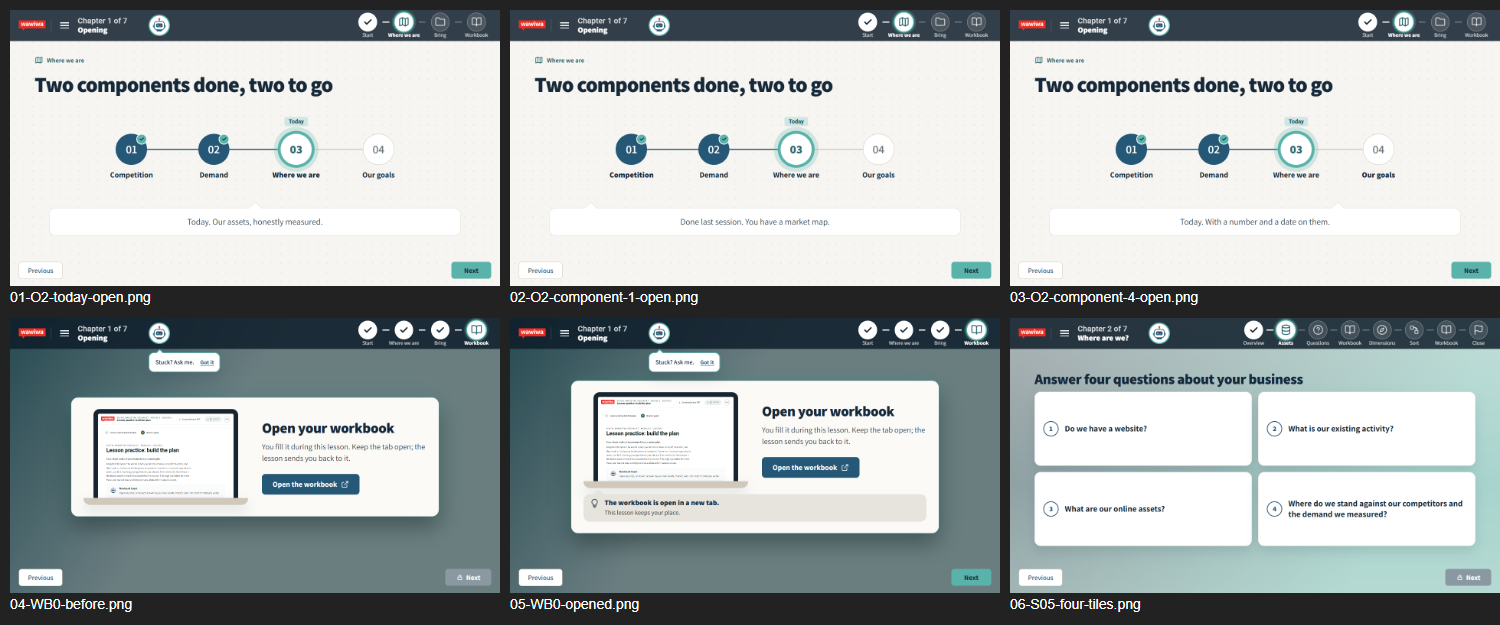 wawiwa
Chapter 1 of 7
Opening
Start
Where we are
Bring
Workbook
Where we are
Two components done, two to go
Today
01
02
03
04
Competition
Demand
Where we are
Our goals
Today. Our assets, honestly measured.
Previous
Next
01-O2-today-open.png
wawiwa
Chapter 1 of 7
Opening
Start
Where we are
Bring
Workbook
Where we are
Two components done, two to go
Today
01
02
03
04
Competition
Demand
Where we are
Our goals
Done last session. You have a market map.
Previous
Next
02-O2-component-1-open.png
wawiwa
Chapter 1 of 7
Opening
Start
Where we are
Bring
Workbook
Where we are
Two components done, two to go
Today
01
02
03
04
Competition
Demand
Where we are
Our goals
Today. With a number and a date on them.
Previous
Next
03-O2-component-4-open.png
wawiwa
Chapter 1 of 7
Opening
Start
Where we are
Bring
Workbook
Stuck? Ask me. Got it
Lesson practice: build the plan
Open your workbook
You fill it during this lesson. Keep the tab open; the
lesson sends you back to it.
Open the workbook
Previous
Next
04-WB0-before.png
wawiwa
Chapter 1 of 7
Opening
Start
Where we are
Bring
Workbook
Stuck? Ask me. Got it
Lesson practice: build the plan
Open your workbook
You fill it during this lesson. Keep the tab open; the
lesson sends you back to it.
Open the workbook
The workbook is open in a new tab.
This lesson keeps your place.
Previous
Next
05-WB0-opened.png
wawiwa
Chapter 2 of 7
Where are we?
Overview
Assets
Questions
Workbook
Dimensions
Sort
Workbook
Close
Answer four questions about your business
1
Do we have a website?
2
What is our existing activity?
3
What are our online assets?
4
Where do we stand against our competitors and
the demand we measured?
Previous
Next
06-S05-four-tiles.png